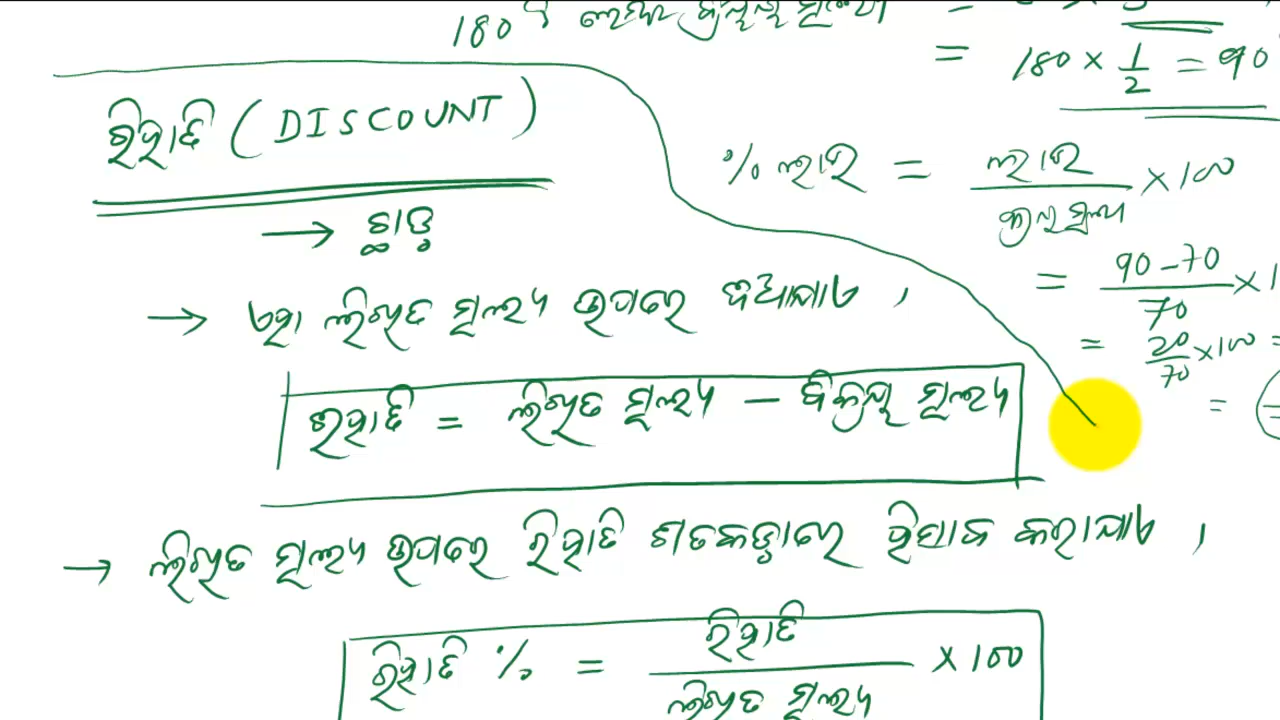 180 ଟି ଲେମ୍ବୁର କ୍ରୟମୂଲ୍ୟ =
= 180 × 1/2 = 90
ରିହାତି (DISCOUNT)
→ ଛାଡ଼
→ ଏହା ଲିଖିତ ମୂଲ୍ୟ ଉପରେ ଦିଆଯାଏ ।
ରିହାତି = ଲିଖିତ ମୂଲ୍ୟ – ବିକ୍ରୟ ମୂଲ୍ୟ
→ ଲିଖିତ ମୂଲ୍ୟ ଉପରେ ରିହାତି ଶତକଡ଼ାରେ ହିସାବ କରାଯାଏ ।
ରିହାତି % = ରିହାତି / ଲିଖିତ ମୂଲ୍ୟ × 100
% ଲାଭ = ଲାଭ / କ୍ରୟ ମୂଲ୍ୟ × 100
= 90 – 70 / 70 × 1
= 20/70 × 100 =
=